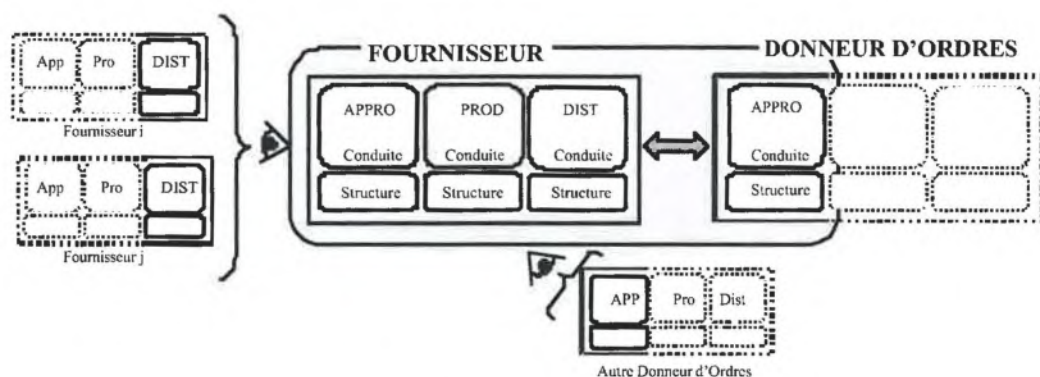 FOURNISSEUR
DONNEUR D'ORDRES
App Pro DIST
Fournisseur i
App Pro DIST
Fournisseur j
APPRO PROD DIST
Conduite Conduite Conduite
Structure Structure Structure
APPRO
Conduite
Structure
APP Pro Dist
Autre Donneur d'Ordres